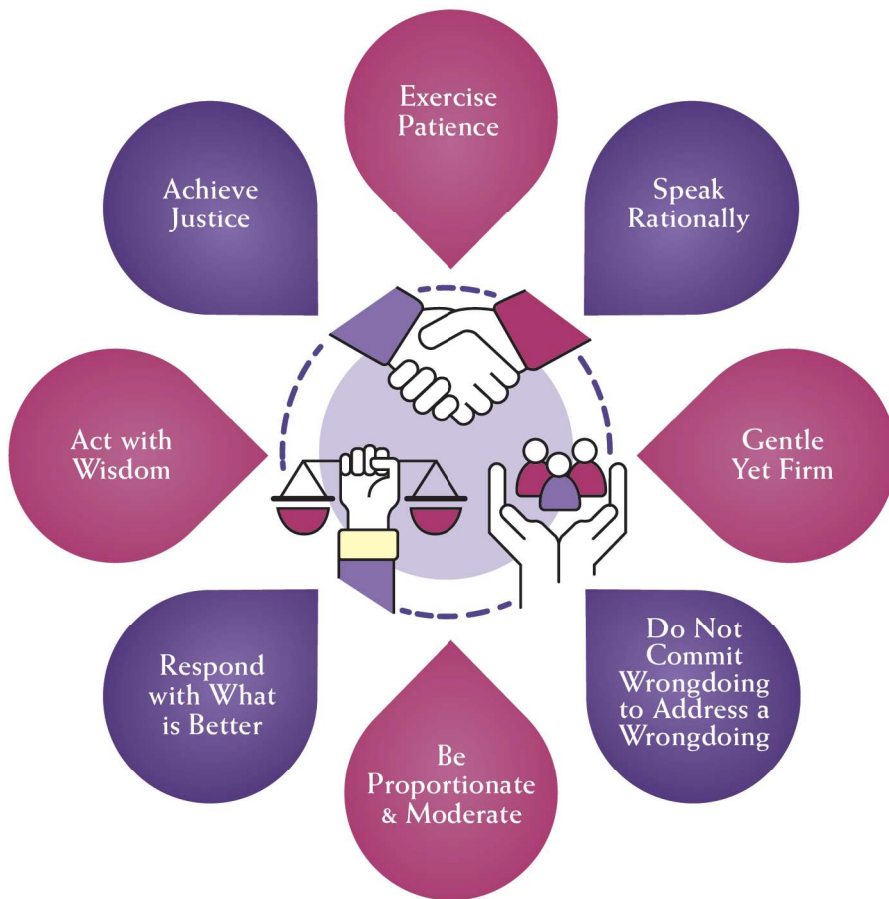 Exercise
Patience
Speak
Rationally
Gentle
Yet Firm
Do Not
Commit
Wrongdoing
to Address a
Wrongdoing
Be
Proportionate
& Moderate
Respond
with What
is Better
Act with
Wisdom
Achieve
Justice